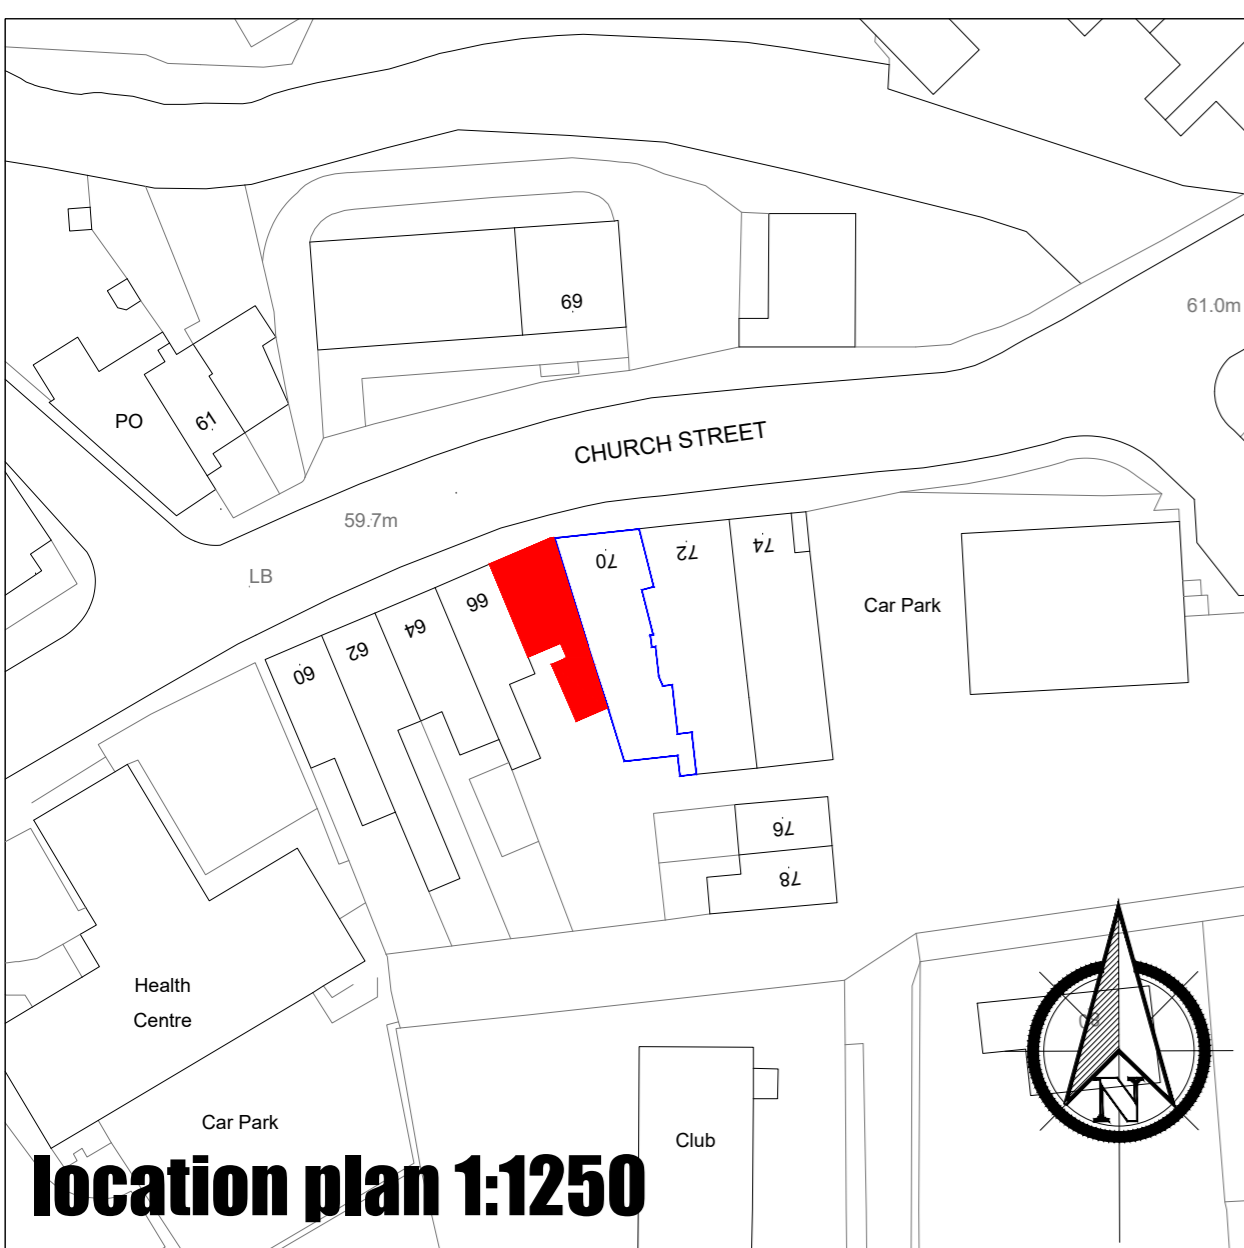 61.0m
69
PO
61
CHURCH STREET
59.7m
LB
70
72
74
66
64
62
60
Car Park
76
78
Health
Centre
80
N
Car Park
Club
location plan 1:1250